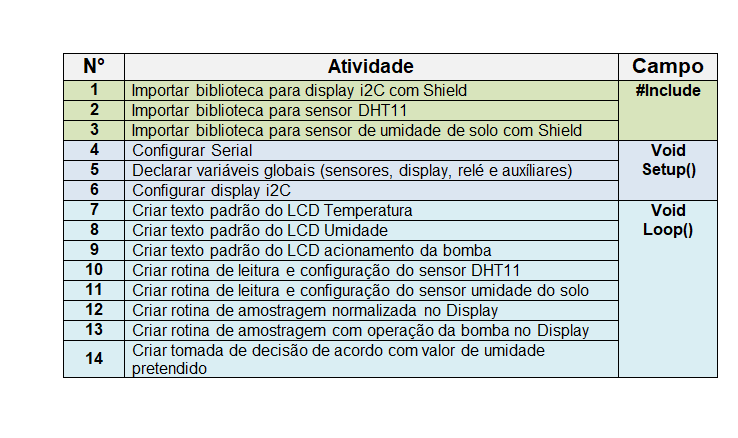 Nº Atividade Campo
1 Importar biblioteca para display i2C com Shield #Include
2 Importar biblioteca para sensor DHT11
3 Importar biblioteca para sensor de umidade de solo com Shield
4 Configurar Serial Void
5 Declarar variáveis globais (sensores, display, relé e auxíliares) Setup()
6 Configurar display i2C
7 Criar texto padrão do LCD Temperatura Void
8 Criar texto padrão do LCD Umidade Loop()
9 Criar texto padrão do LCD acionamento da bomba
10 Criar rotina de leitura e configuração do sensor DHT11
11 Criar rotina de leitura e configuração do sensor umidade do solo
12 Criar rotina de amostragem normalizada no Display
13 Criar rotina de amostragem com operação da bomba no Display
14 Criar tomada de decisão de acordo com valor de umidade
pretendido